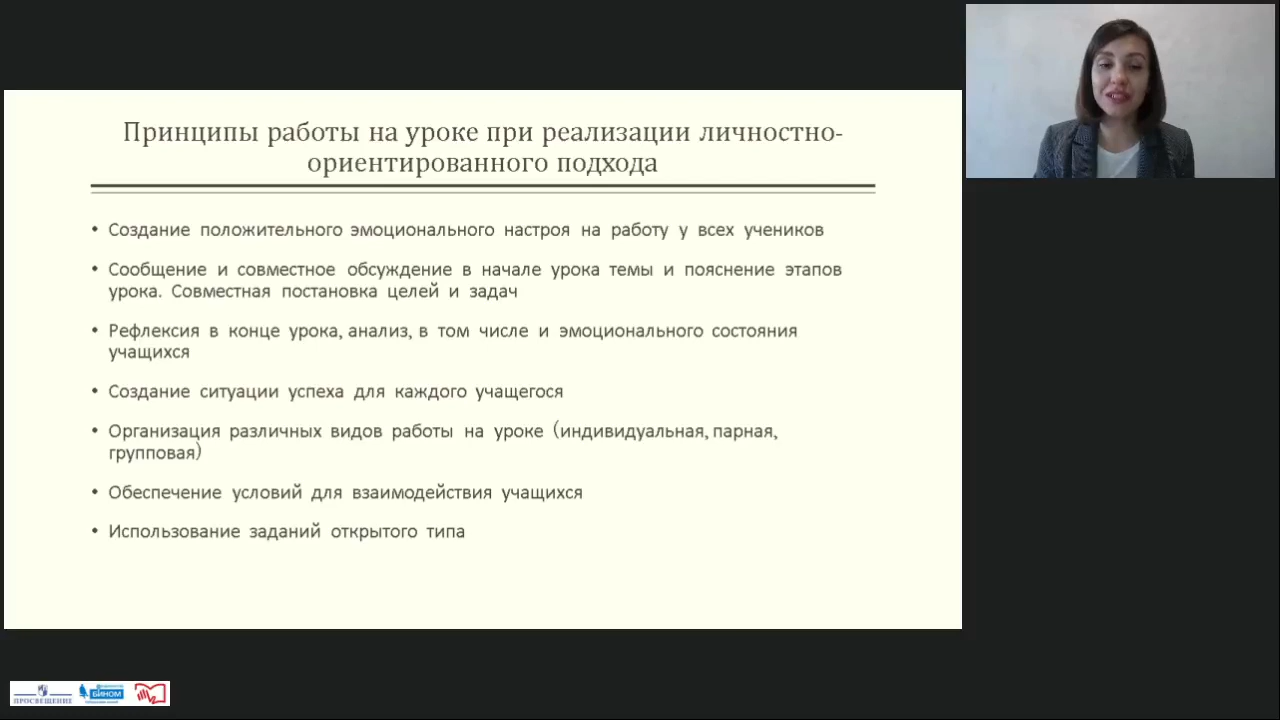 Принципы работы на уроке при реализации личностно-
ориентированного подхода
• Создание положительного эмоционального настроя на работу у всех учеников
• Сообщение и совместное обсуждение в начале урока темы и пояснение этапов
урока. Совместная постановка целей и задач
• Рефлексия в конце урока, анализ, в том числе и эмоционального состояния
учащихся
• Создание ситуации успеха для каждого учащегося
• Организация различных видов работы на уроке (индивидуальная, парная,
групповая)
• Обеспечение условий для взаимодействия учащихся
• Использование заданий открытого типа
ПРОСВЕЩЕНИЕ
БИНОМ